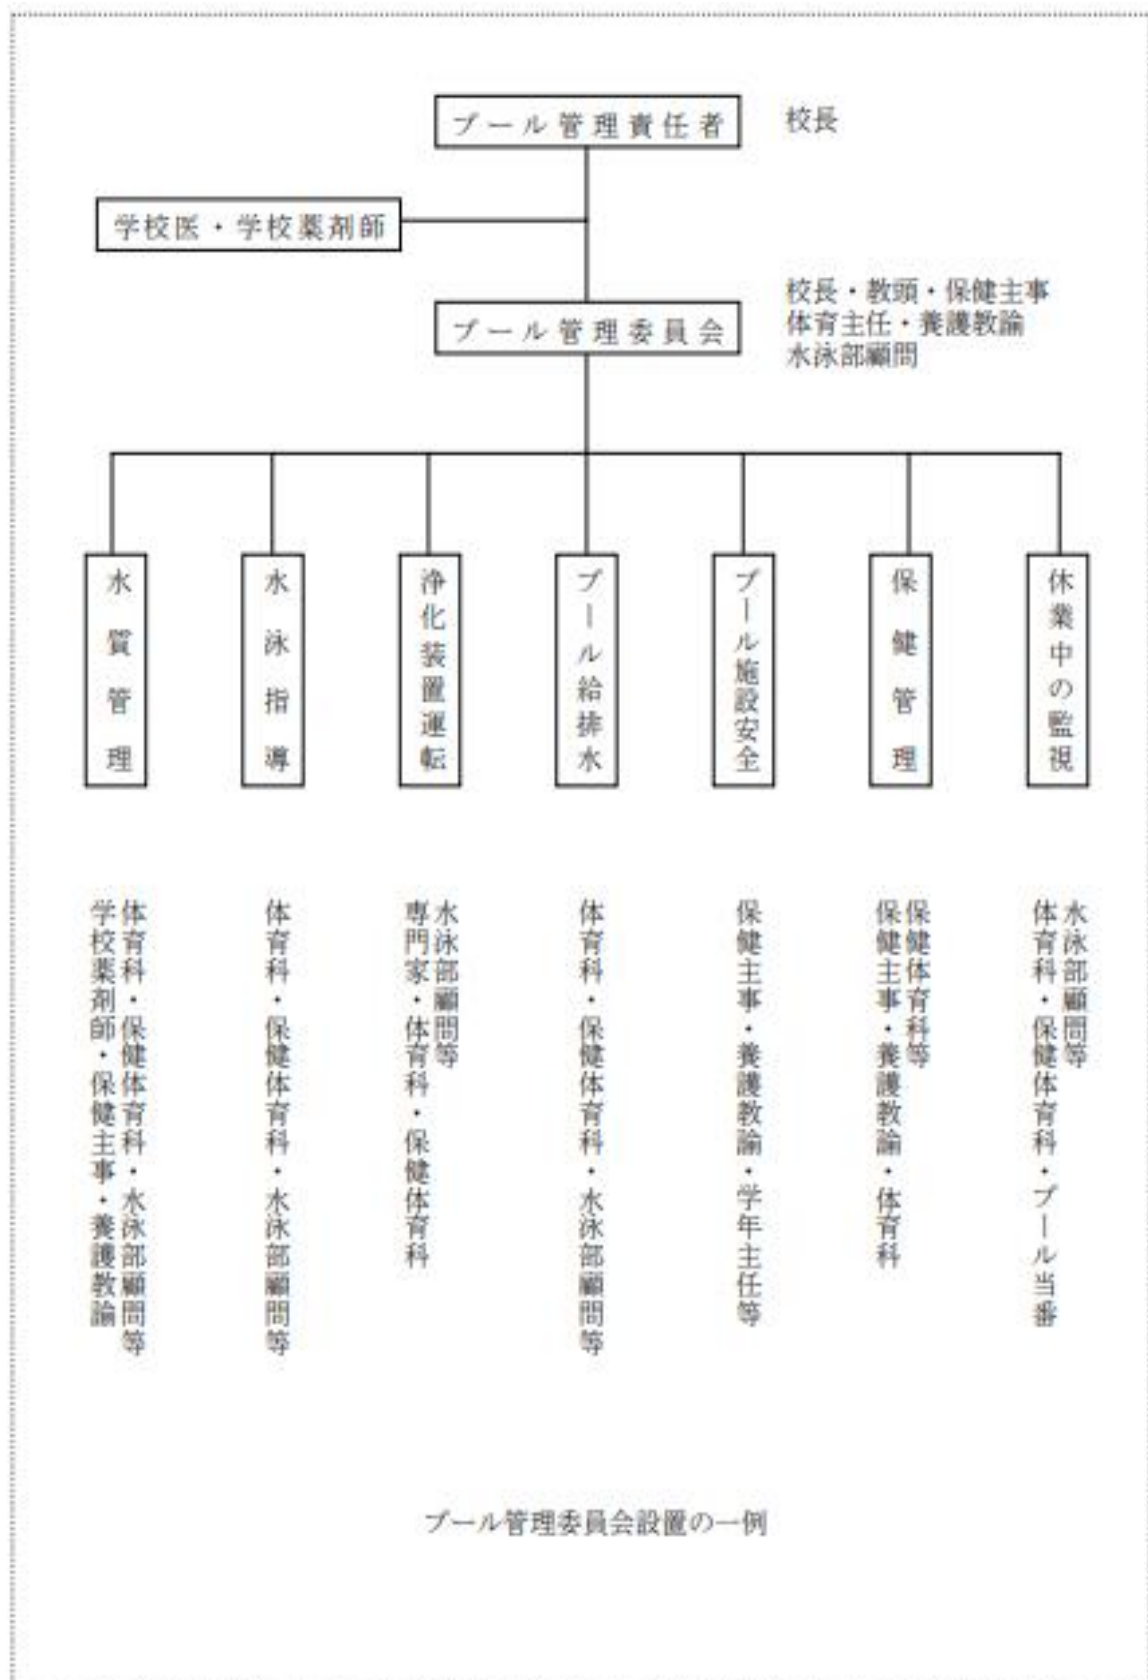 プール管理責任者
校長
学校医・学校薬剤師
プール管理委員会
校長・教頭・保健主事
体育主任・養護教諭
水泳部顧問
水質管理
水泳指導
浄化装置運転
プール給排水
プール施設安全
保健管理
休業中の監視
学校薬剤師・保健主事・養護教諭
体育科・保健体育科・水泳部顧問等
体育科・保健体育科・水泳部顧問等
専門家・体育科・保健体育科
水泳部顧問等
体育科・保健体育科・水泳部顧問等
保健主事・養護教諭・学年主任等
保健主事・養護教諭・体育科
保健体育科等
体育科・保健体育科・プール当番
水泳部顧問等
プール管理委員会設置の一例